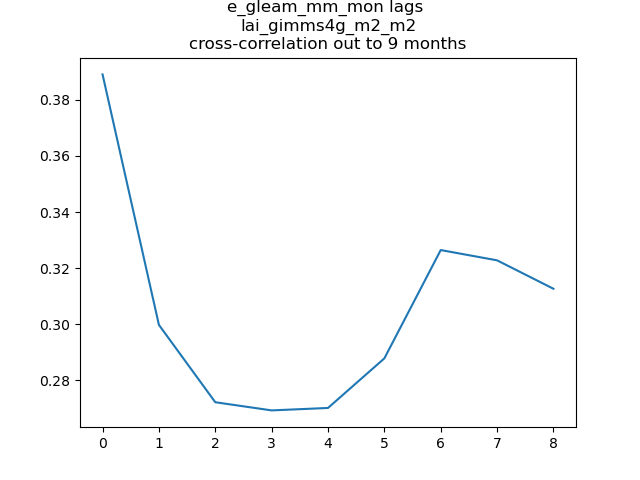 e_gleam_mm_mon lags
lai_gimms4g_m2_m2
cross-correlation out to 9 months
0.38
0.36
0.34
0.32
0.30
0.28
0 1 2 3 4 5 6 7 8